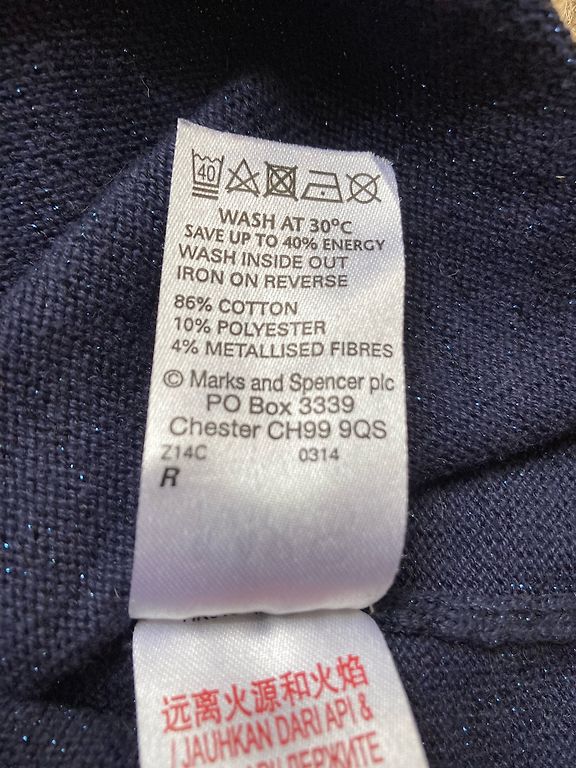 40
WASH AT 30°C
SAVE UP TO 40% ENERGY
WASH INSIDE OUT
IRON ON REVERSE
86% COTTON
10% POLYESTER
4% METALLISED FIBRES
© Marks and Spencer plc
PO Box 3339
Chester CH99 9QS
Z14C 0314
R
远离火源和火焰
/ JAUHKAN DARI API &
ДЕРЖИТЕ